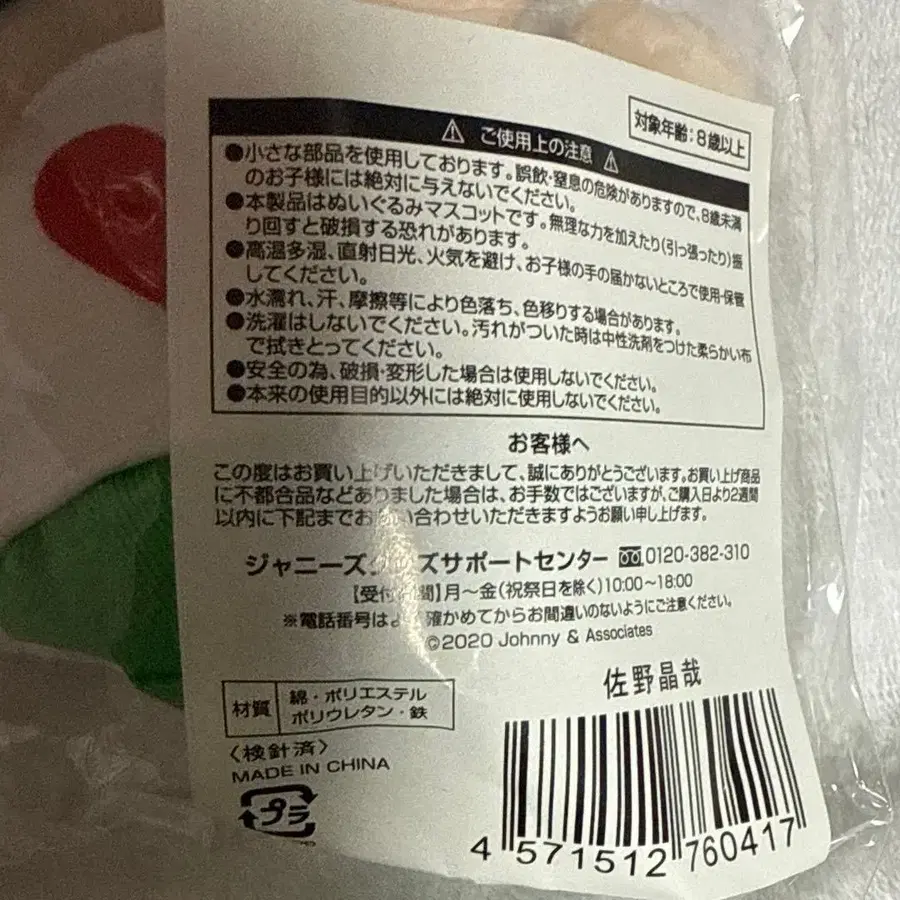 対象年齢:8歳以上
⚠ ご使用上の注意 ⚠
●小さな部品を使用しております。誤飲・窒息の危険がありますので、8歳未満
のお子様には絶対に与えないでください。
●本製品はぬいぐるみマスコットです。無理な力を加えたり(引っ張ったり)振
り回すと破損する恐れがあります。
●高温多湿、直射日光、火気を避け、お子様の手の届かないところで使用・保管
してください。
●水濡れ、汗、摩擦等により色落ち、色移りする場合があります。
●洗濯はしないでください。汚れがついた時は中性洗剤をつけた柔らかい布
で拭きとってください。
●安全の為、破損・変形した場合は使用しないでください。
●本来の使用目的以外には絶対に使用しないでください。
お客様へ
この度はお買い上げいただきまして、誠にありがとうございます。お買い上げ商品
に不都合品などありました場合は、お手数ではございますが、ご購入日より2週間
以内に下記までお問い合わせいただきますようお願い申し上げます。
ジャニーズグッズサポートセンター 0120-382-310
【受付時間】月～金(祝祭日を除く)10:00～18:00
※電話番号はよく確かめてからお間違いのないようにご注意ください。
©2020 Johnny & Associates
佐野晶哉
材質 綿・ポリエステル
ポリウレタン・鉄
〈検針済〉
MADE IN CHINA
プラ
4 571512 760417